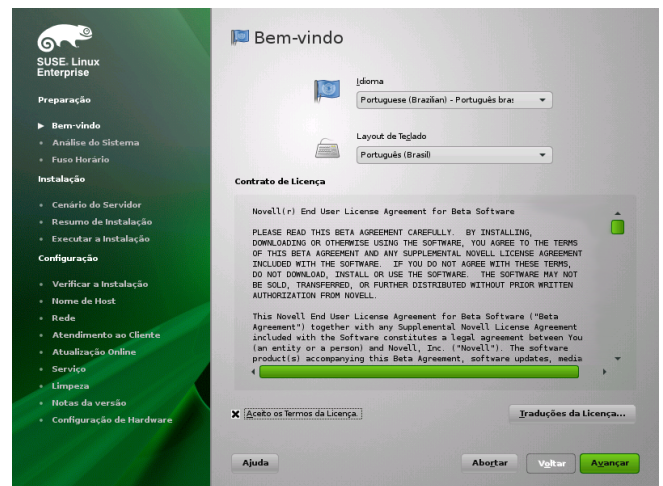 SUSE. Linux
Enterprise
Preparação
Bem-vindo
Análise do Sistema
Fuso Horário
Instalação
Cenário do Servidor
Resumo de Instalação
Executar a Instalação
Configuração
Verificar a Instalação
Nome de Host
Rede
Atendimento ao Cliente
Atualização Online
Serviço
Limpeza
Notas da versão
Configuração de Hardware
Bem-vindo
Idioma
Portuguese (Brazilian) - Português bra:
Layout de Teclado
Português (Brasil)
Contrato de Licença
Novell(r) End User License Agreement for Beta Software
PLEASE READ THIS BETA AGREEMENT CAREFULLY.  BY INSTALLING,
DOWNLOADING OR OTHERWISE USING THE SOFTWARE, YOU AGREE TO THE TERMS
OF THIS BETA AGREEMENT AND ANY SUPPLEMENTAL NOVELL LICENSE AGREEMENT
INCLUDED WITH THE SOFTWARE.  IF YOU DO NOT AGREE WITH THESE TERMS,
DO NOT DOWNLOAD, INSTALL OR USE THE SOFTWARE.  THE SOFTWARE MAY NOT
BE SOLD, TRANSFERRED, OR FURTHER DISTRIBUTED WITHOUT PRIOR WRITTEN
AUTHORIZATION FROM NOVELL.
This Novell End User License Agreement for Beta Software ("Beta
Agreement") together with any Supplemental Novell License Agreement
included with the Software constitutes a legal agreement between You
(an entity or a person) and Novell, Inc. ("Novell"). The software
product(s) accompanying this Beta Agreement, software updates, media
Aceito os Termos da Licença.
Traduções da Licença...
Ajuda
Abortar
Voltar
Avançar